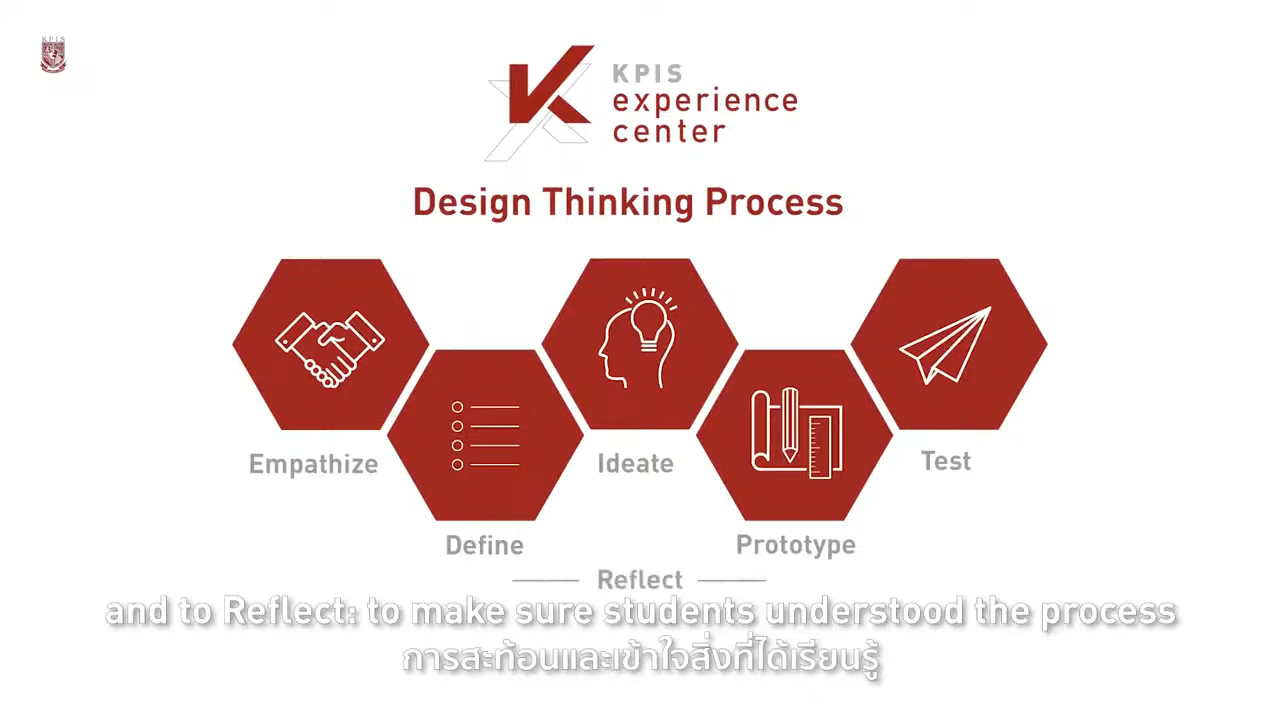 KPIS
KPIS
experience
center
Design Thinking Process
Empathize
Ideate
Test
Define
Prototype
Reflect
and to Reflect: to make sure students understood the process
การสะท้อนและเข้าใจสิ่งที่ได้เรียนรู้